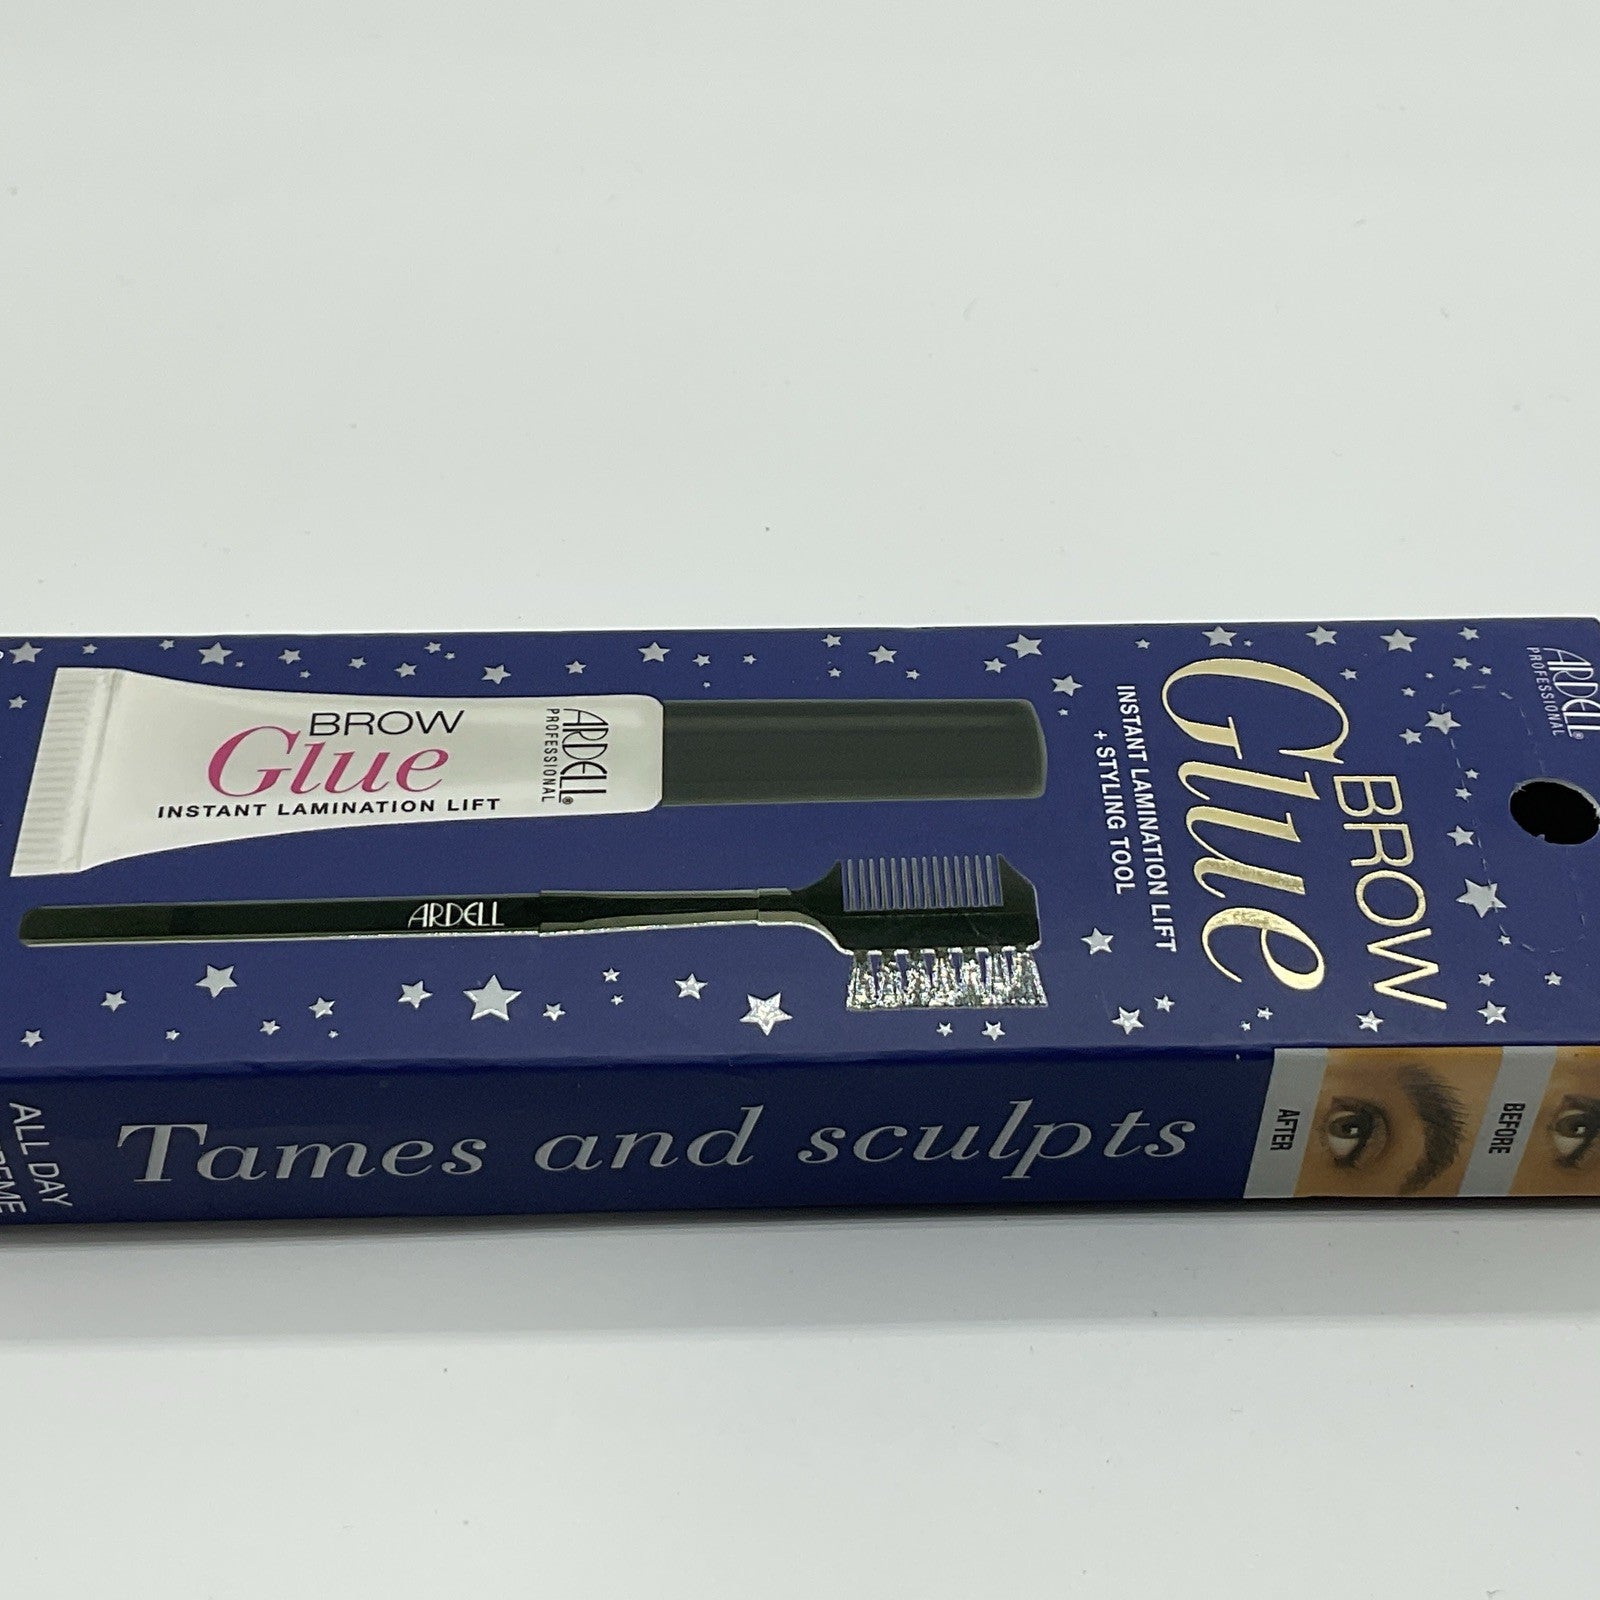 ARDELL®
PROFESSIONAL
BROW
Glue
INSTANT LAMINATION LIFT
+ STYLING TOOL
BROW
Glue
INSTANT LAMINATION LIFT
ARDELL®
PROFESSIONAL
ARDELL
Tames and sculpts
AFTER
BEFORE
ALL DAY